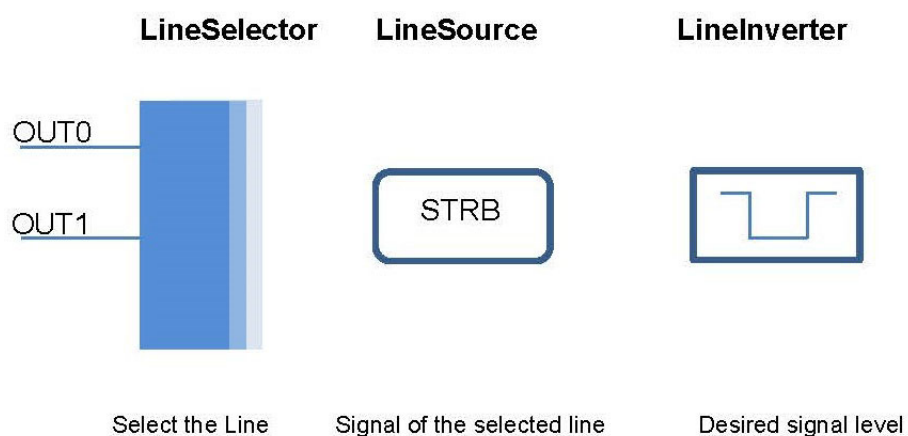 LineSelector LineSource LineInverter
OUT0
STRB
OUT1
Select the Line Signal of the selected line Desired signal level